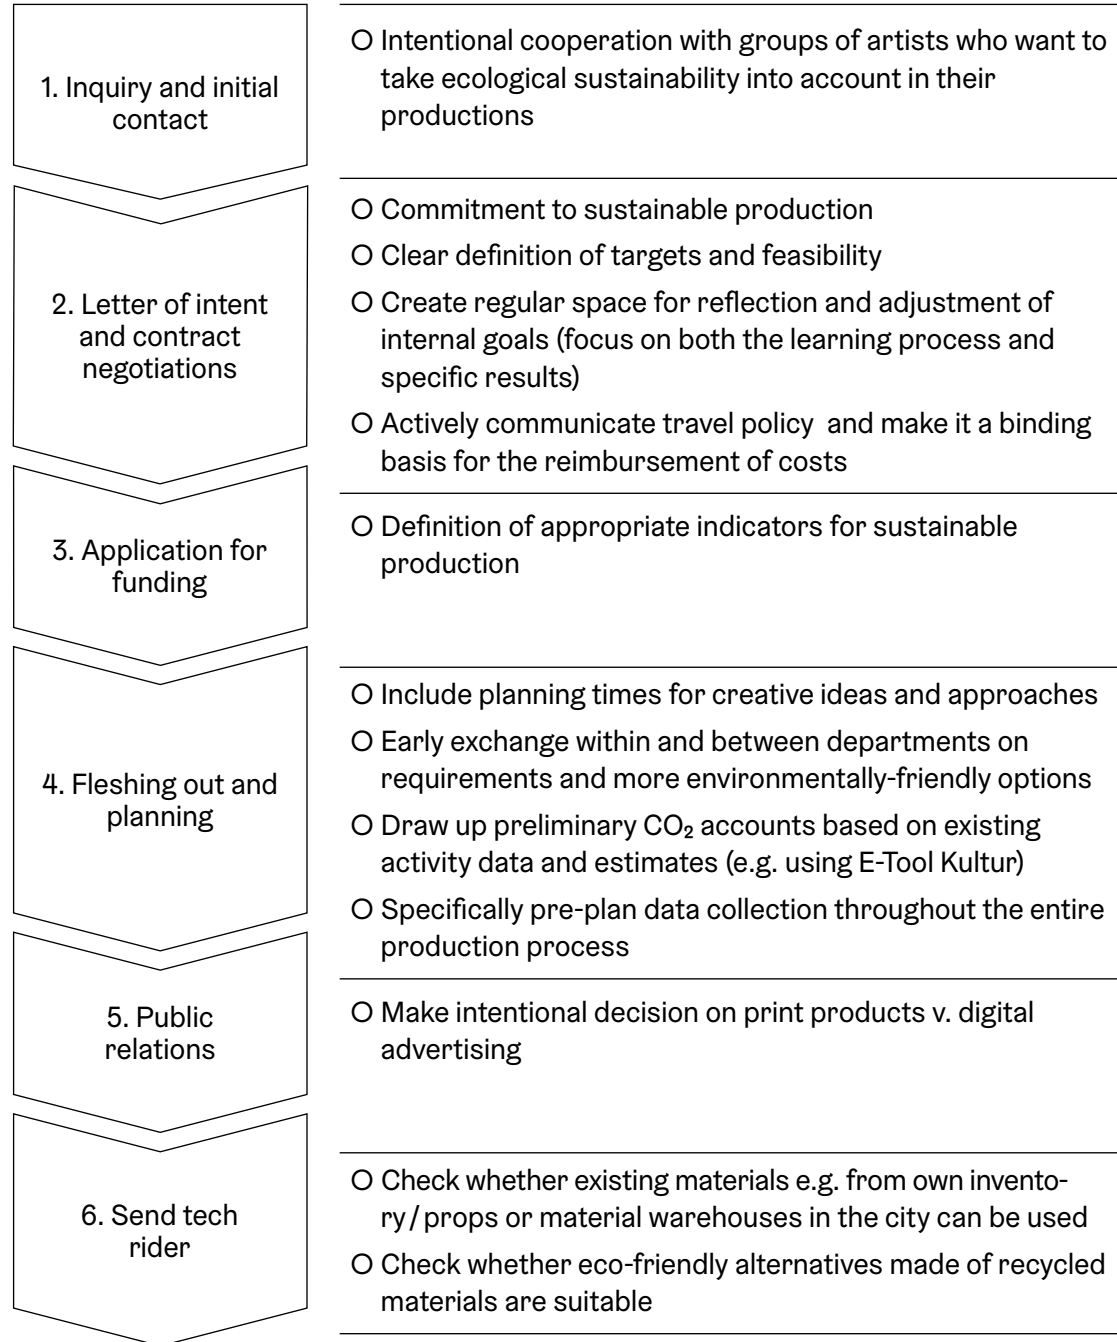 1. Inquiry and initial
contact
O Intentional cooperation with groups of artists who want to
take ecological sustainability into account in their
productions
2. Letter of intent
and contract
negotiations
O Commitment to sustainable production
O Clear definition of targets and feasibility
O Create regular space for reflection and adjustment of
internal goals (focus on both the learning process and
specific results)
O Actively communicate travel policy  and make it a binding
basis for the reimbursement of costs
3. Application for
funding
O Definition of appropriate indicators for sustainable
production
4. Fleshing out and
planning
O Include planning times for creative ideas and approaches
O Early exchange within and between departments on
requirements and more environmentally-friendly options
O Draw up preliminary CO₂ accounts based on existing
activity data and estimates (e.g. using E-Tool Kultur)
O Specifically pre-plan data collection throughout the entire
production process
5. Public
relations
O Make intentional decision on print products v. digital
advertising
6. Send tech
rider
O Check whether existing materials e.g. from own invento-
ry / props or material warehouses in the city can be used
O Check whether eco-friendly alternatives made of recycled
materials are suitable